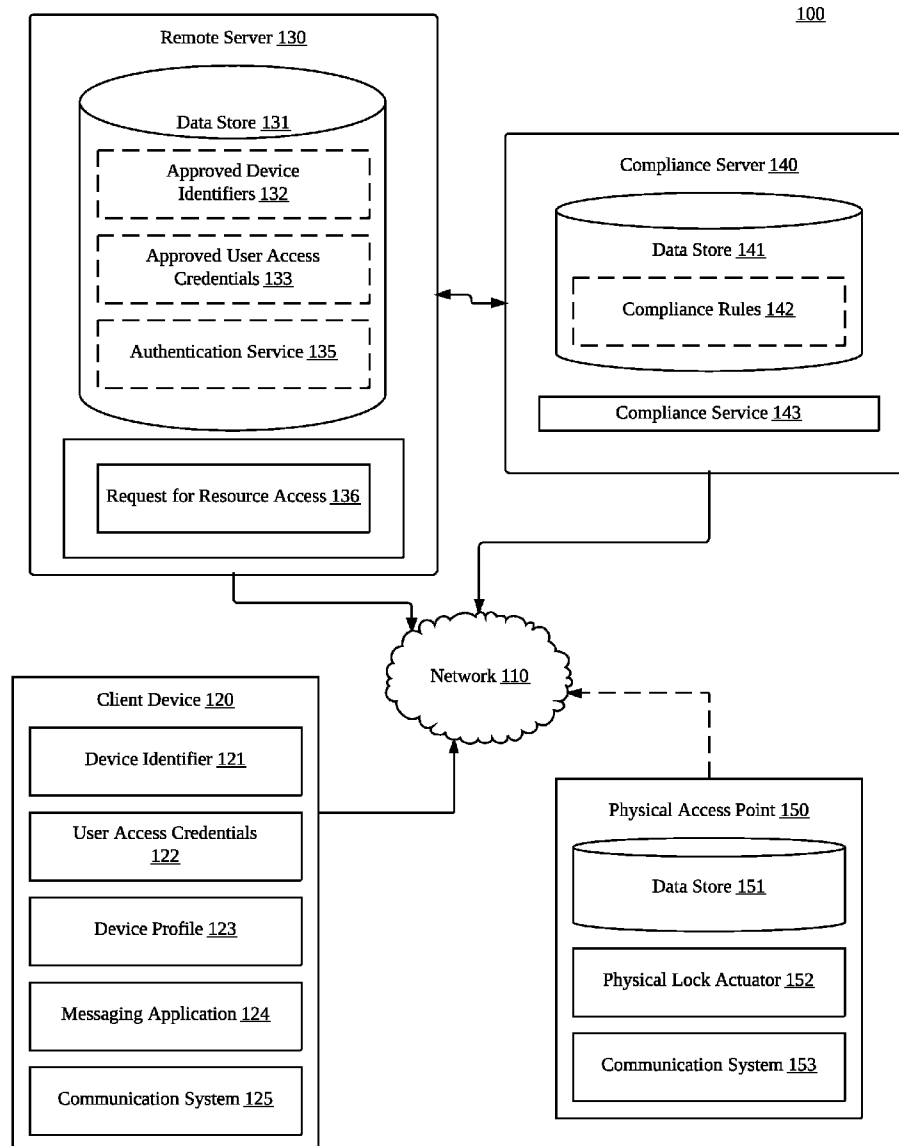 100
Remote Server 130
Data Store 131
Approved Device
Identifiers 132
Approved User Access
Credentials 133
Authentication Service 135
Request for Resource Access 136
Compliance Server 140
Data Store 141
Compliance Rules 142
Compliance Service 143
Network 110
Client Device 120
Device Identifier 121
User Access Credentials
122
Device Profile 123
Messaging Application 124
Communication System 125
Physical Access Point 150
Data Store 151
Physical Lock Actuator 152
Communication System 153